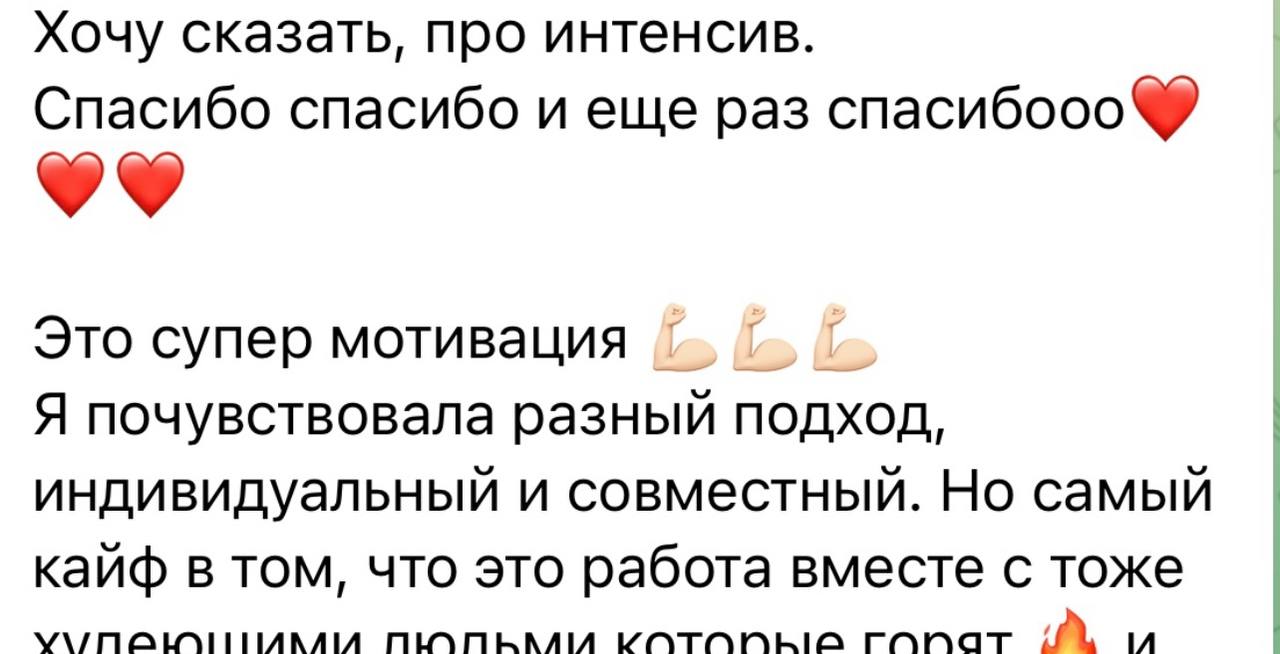 Хочу сказать, про интенсив.
Спасибо спасибо и еще раз спасибооо❤️
❤️❤️
Это супер мотивация 💪🏻💪🏻💪🏻
Я почувствовала разный подход,
индивидуальный и совместный. Но самый
кайф в том, что это работа вместе с тоже
худеющими людьми которые горят 🔥 и